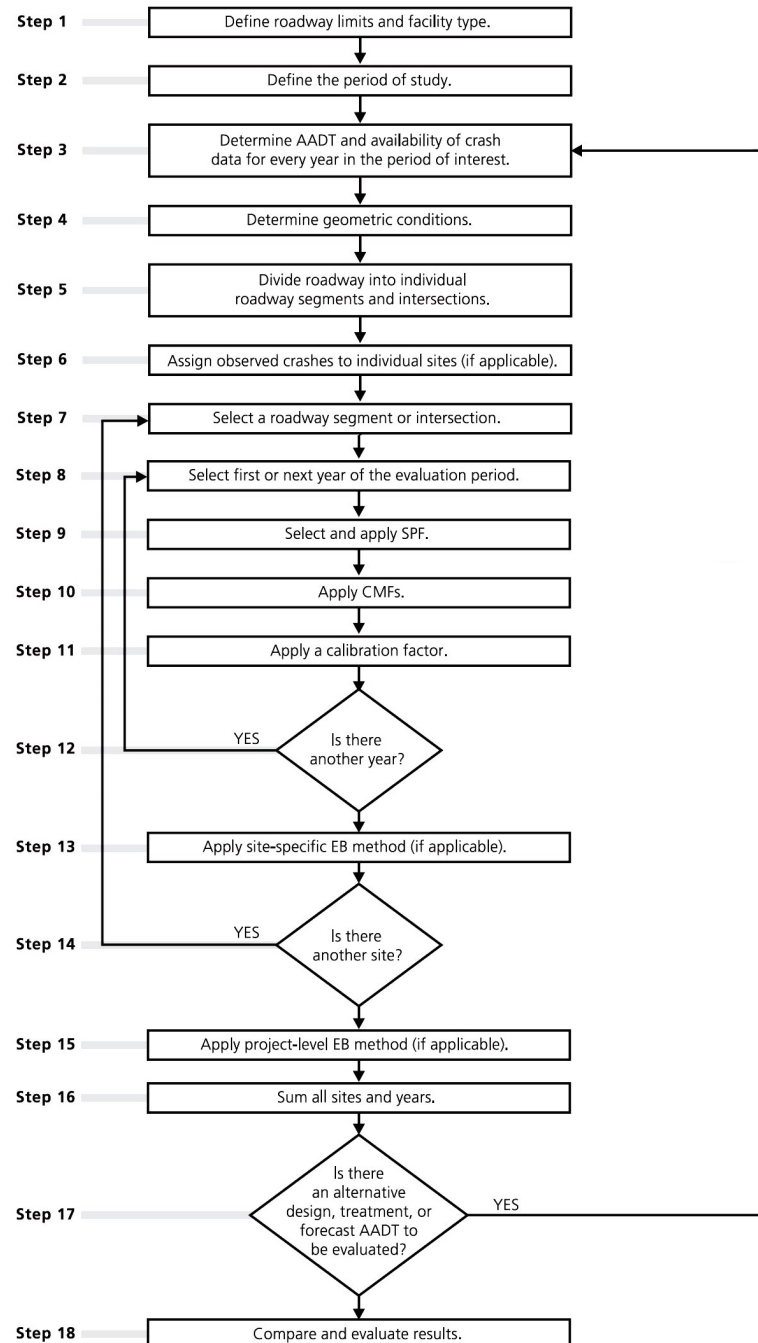 Step 1
Define roadway limits and facility type.
Step 2
Define the period of study.
Step 3
Determine AADT and availability of crash
data for every year in the period of interest.
Step 4
Determine geometric conditions.
Step 5
Divide roadway into individual
roadway segments and intersections.
Step 6
Assign observed crashes to individual sites (if applicable).
Step 7
Select a roadway segment or intersection.
Step 8
Select first or next year of the evaluation period.
Step 9
Select and apply SPF.
Step 10
Apply CMFs.
Step 11
Apply a calibration factor.
Step 12
YES
Is there
another year?
Step 13
Apply site-specific EB method (if applicable).
Step 14
YES
Is there
another site?
Step 15
Apply project-level EB method (if applicable).
Step 16
Sum all sites and years.
Step 17
Is there
an alternative
design, treatment, or
forecast AADT to
be evaluated?
YES
Step 18
Compare and evaluate results.